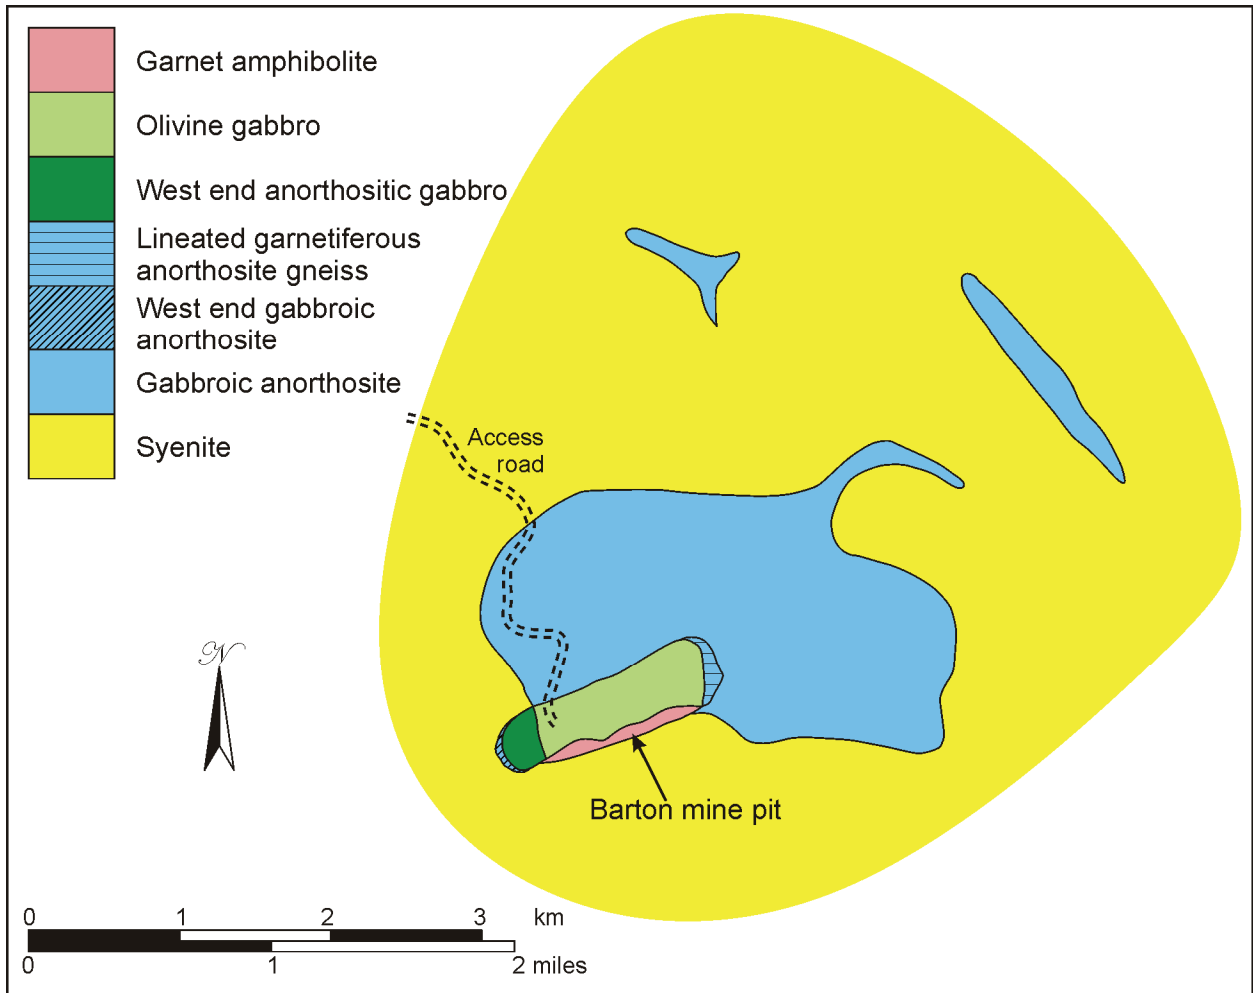 Garnet amphibolite
Olivine gabbro
West end anorthositic gabbro
Lineated garnetiferous
anorthosite gneiss
West end gabbroic
anorthosite
Gabbroic anorthosite
Syenite
Access
road
N
Barton mine pit
0 1 2 3 km
0 1 2 miles